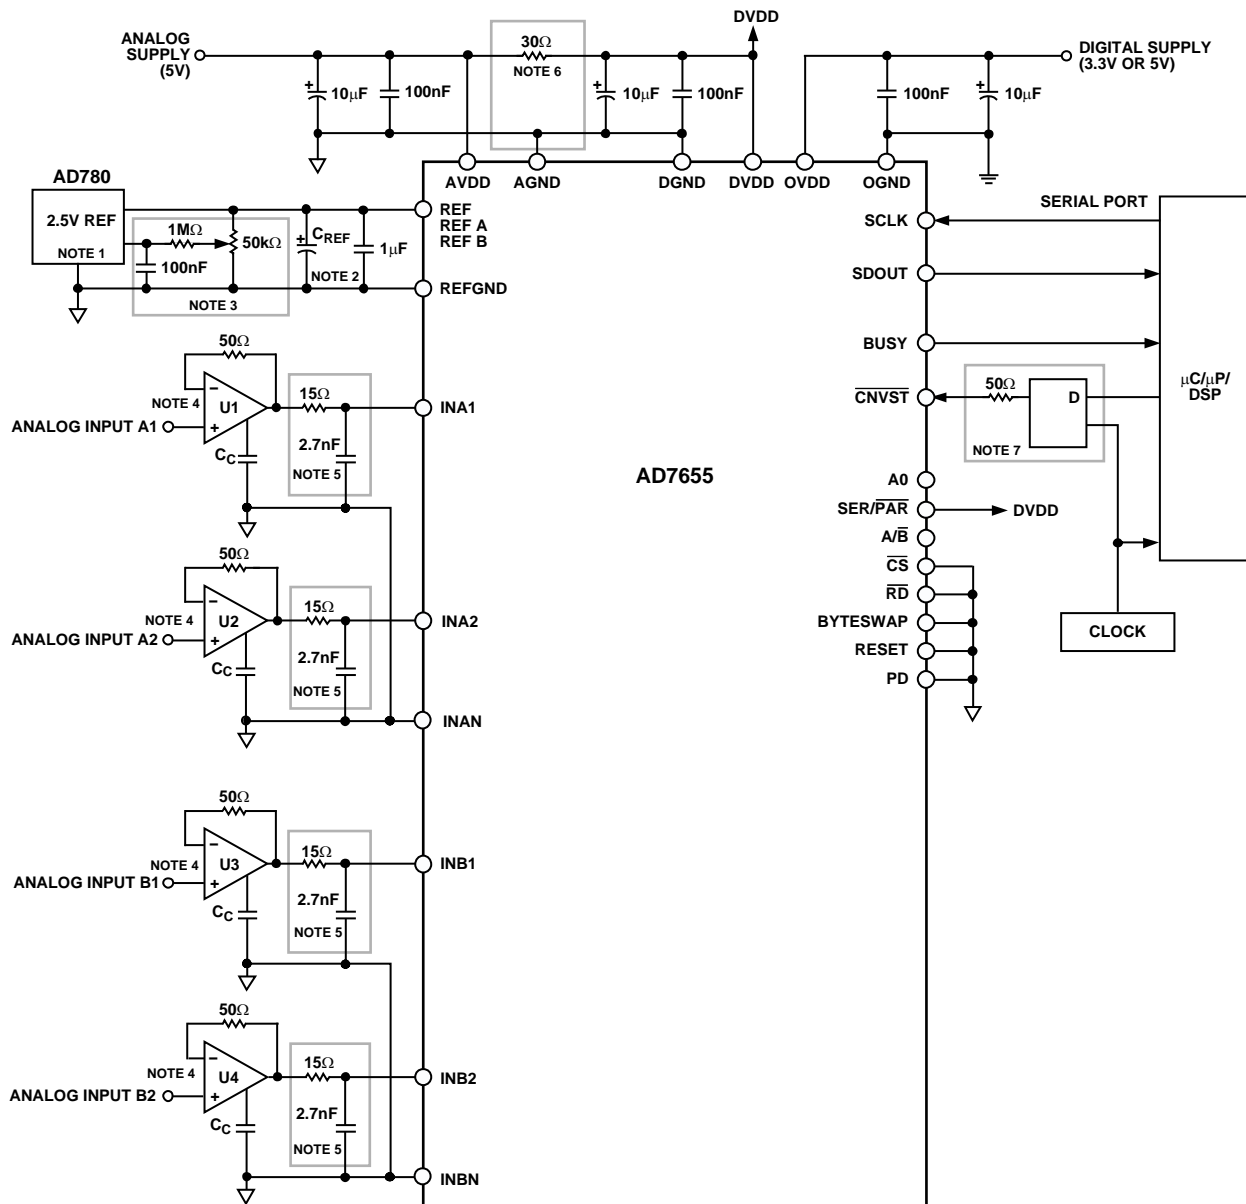 DVDD
ANALOG
SUPPLY
(5V)
30Ω
NOTE 6
DIGITAL SUPPLY
(3.3V OR 5V)
+
10μF
100nF
+
10μF
100nF
100nF
+
10μF
AVDD
AGND
DGND
DVDD
OVDD
OGND
AD780
2.5V REF
NOTE 1
1MΩ
50kΩ
100nF
NOTE 3
+
CREF
NOTE 2
1μF
REF
REF A
REF B
REFGND
SERIAL PORT
SCLK
SDOUT
BUSY
CNVST
50Ω
D
NOTE 7
μC/μP/
DSP
50Ω
NOTE 4
−
U1
+
ANALOG INPUT A1
CC
15Ω
2.7nF
NOTE 5
INA1
AD7655
A0
SER/PAR
DVDD
A/B
CS
RD
BYTESWAP
RESET
PD
CLOCK
50Ω
NOTE 4
−
U2
+
ANALOG INPUT A2
CC
15Ω
2.7nF
NOTE 5
INA2
INAN
50Ω
NOTE 4
−
U3
+
ANALOG INPUT B1
CC
15Ω
2.7nF
NOTE 5
INB1
50Ω
NOTE 4
−
U4
+
ANALOG INPUT B2
CC
15Ω
2.7nF
NOTE 5
INB2
INBN